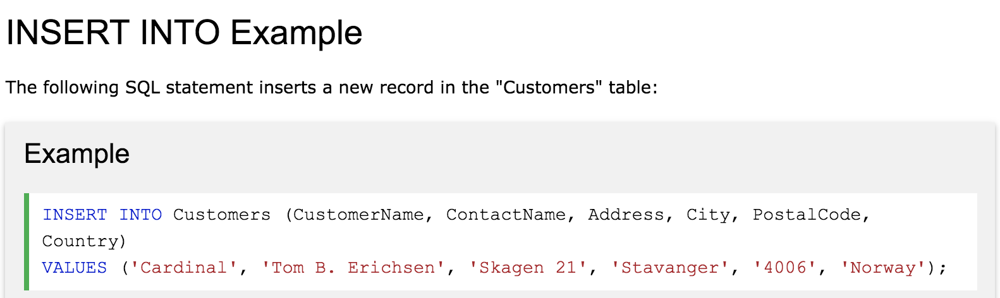 INSERT INTO Example
The following SQL statement inserts a new record in the "Customers" table:
Example
INSERT INTO Customers (CustomerName, ContactName, Address, City, PostalCode,
Country)
VALUES ('Cardinal', 'Tom B. Erichsen', 'Skagen 21', 'Stavanger', '4006', 'Norway');